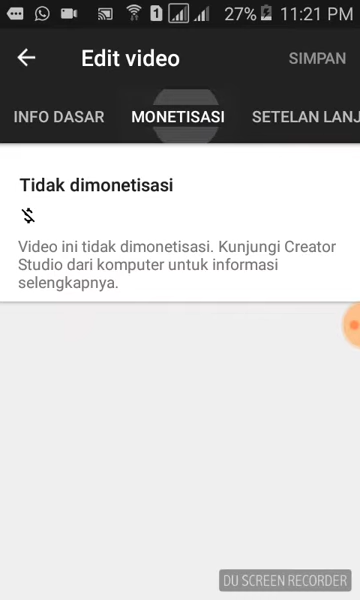 27% 11:21 PM
Edit video SIMPAN
INFO DASAR MONETISASI SETELAN LANJ
Tidak dimonetisasi
Video ini tidak dimonetisasi. Kunjungi Creator
Studio dari komputer untuk informasi
selengkapnya.
DU SCREEN RECORDER